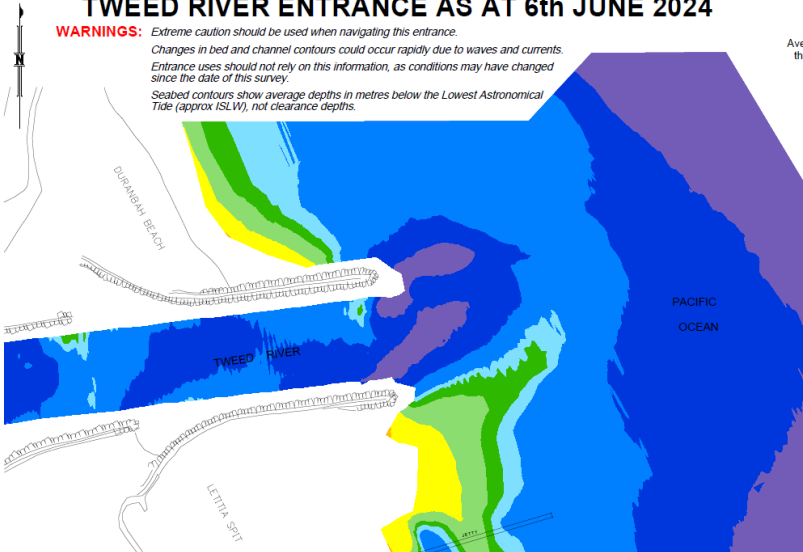 TWEED RIVER ENTRANCE AS AT 6th JUNE 2024
WARNINGS: Extreme caution should be used when navigating this entrance.
Changes in bed and channel contours could occur rapidly due to waves and currents.
Entrance uses should not rely on this information, as conditions may have changed
since the date of this survey.
Seabed contours show average depths in metres below the Lowest Astronomical
Tide (approx ISLW), not clearance depths.
Ave
th
N
DURANBAH BEACH
PACIFIC
OCEAN
TWEED RIVER
LETITIA SPIT
JETTY